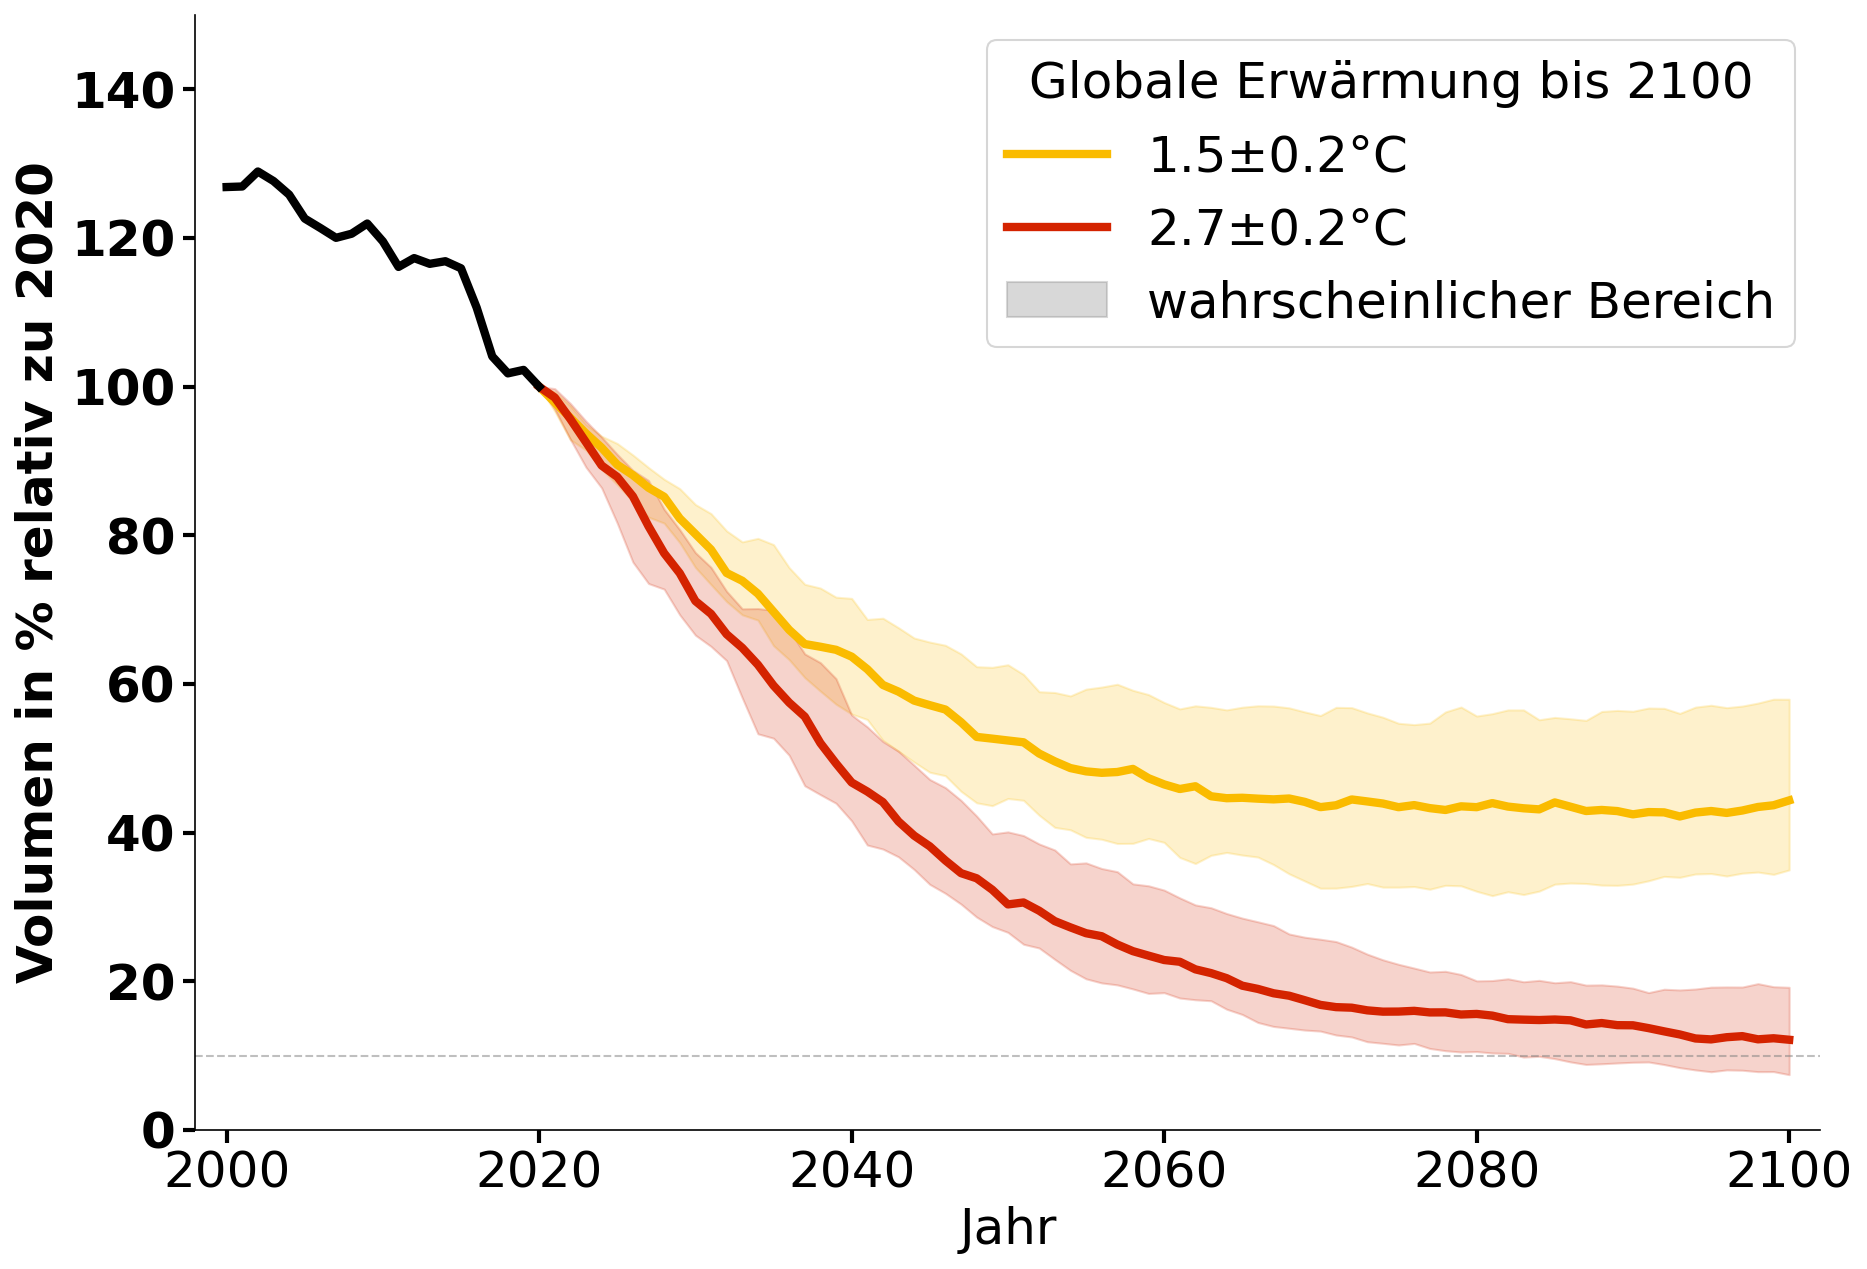 Volumen in % relativ zu 2020
140
120
100
80
60
40
20
0
Globale Erwärmung bis 2100
1.5±0.2°C
2.7±0.2°C
wahrscheinlicher Bereich
2000 2020 2040 2060 2080 2100
Jahr